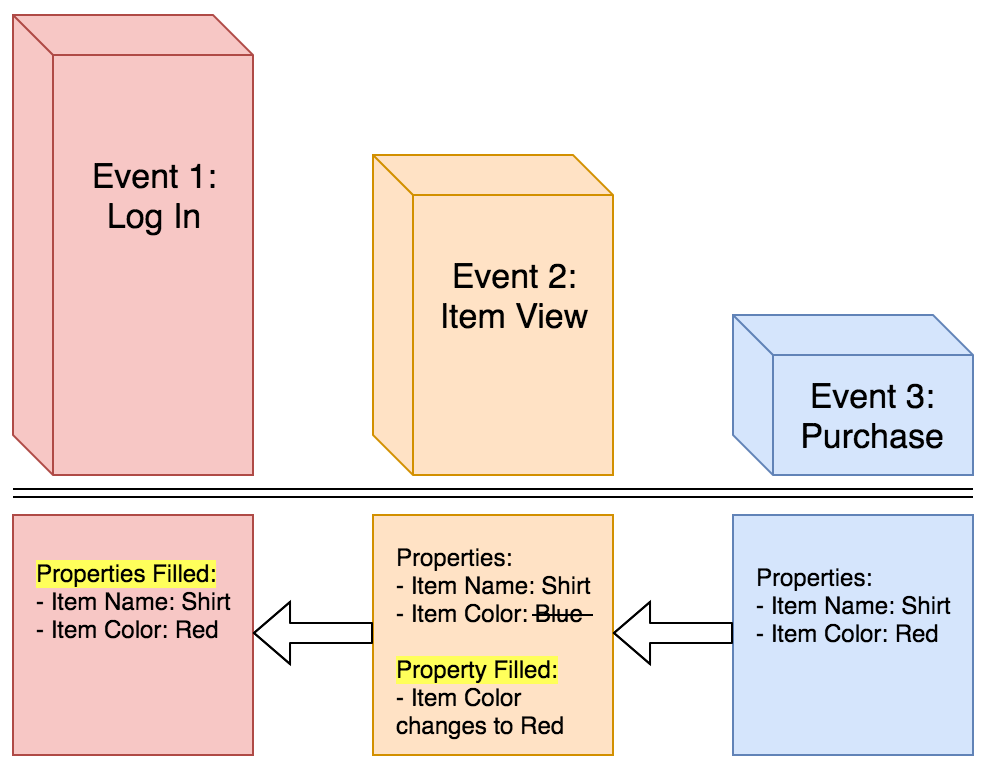 Event 1:
Log In
Event 2:
Item View
Event 3:
Purchase
Properties Filled:
- Item Name: Shirt
- Item Color: Red
Properties:
- Item Name: Shirt
- Item Color: Blue
Property Filled:
- Item Color
changes to Red
Properties:
- Item Name: Shirt
- Item Color: Red